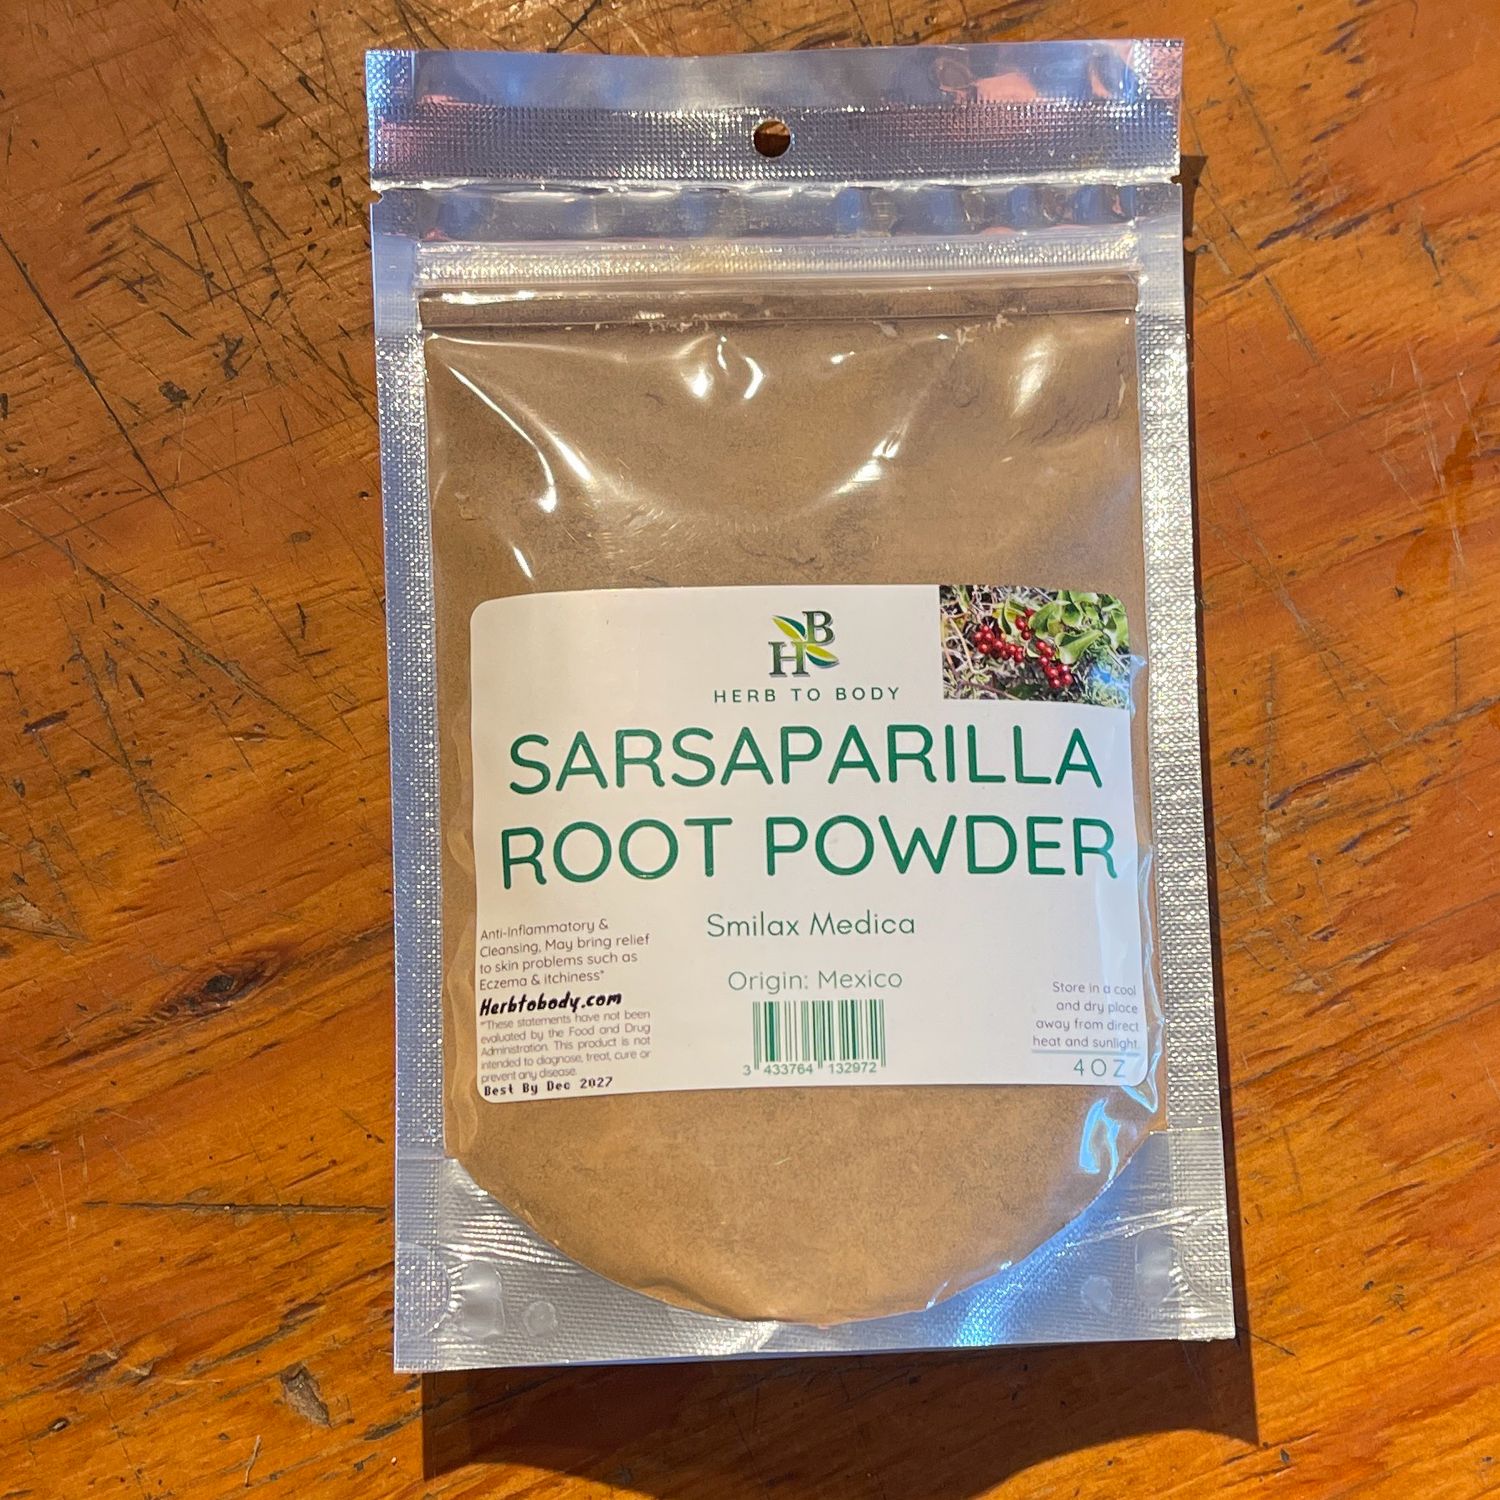 HB
HERB TO BODY
SARSAPARILLA
ROOT POWDER
Smilax Medica
Origin: Mexico
Anti-Inflammatory &
Cleansing, May bring relief
to skin problems such as
Eczema & itchiness*
Herbtobody.com
*These statements have not been
evaluated by the Food and Drug
Administration. This product is not
intended to diagnose, treat, cure or
prevent any disease.
Best By Dec 2027
3 433764 132972
Store in a cool
and dry place
away from direct
heat and sunlight.
4OZ